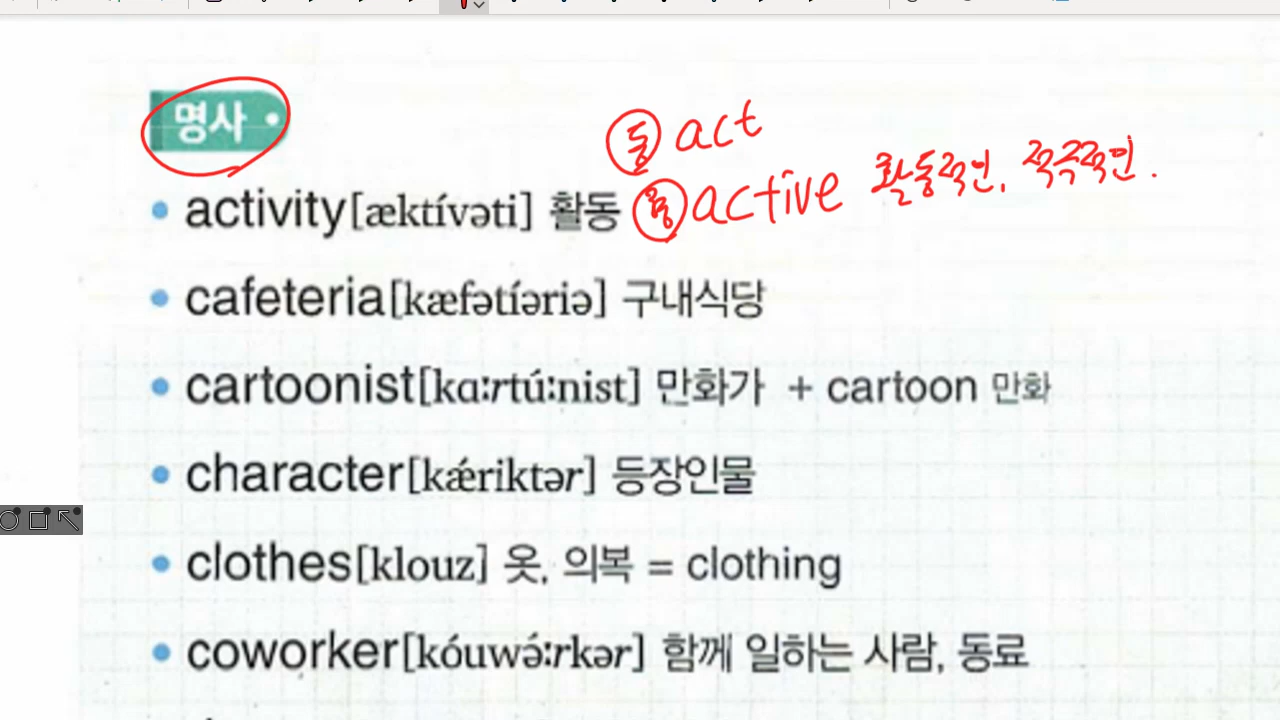 명사
동 act
activity[æktívəti] 활동 형 active 활동적인, 적극적인.
cafeteria[kæfətíəriə] 구내식당
cartoonist[kɑːrtúːnist] 만화가 + cartoon 만화
character[kǽriktər] 등장인물
clothes[klouz] 옷, 의복 = clothing
coworker[kóuwə́ːrkər] 함께 일하는 사람, 동료